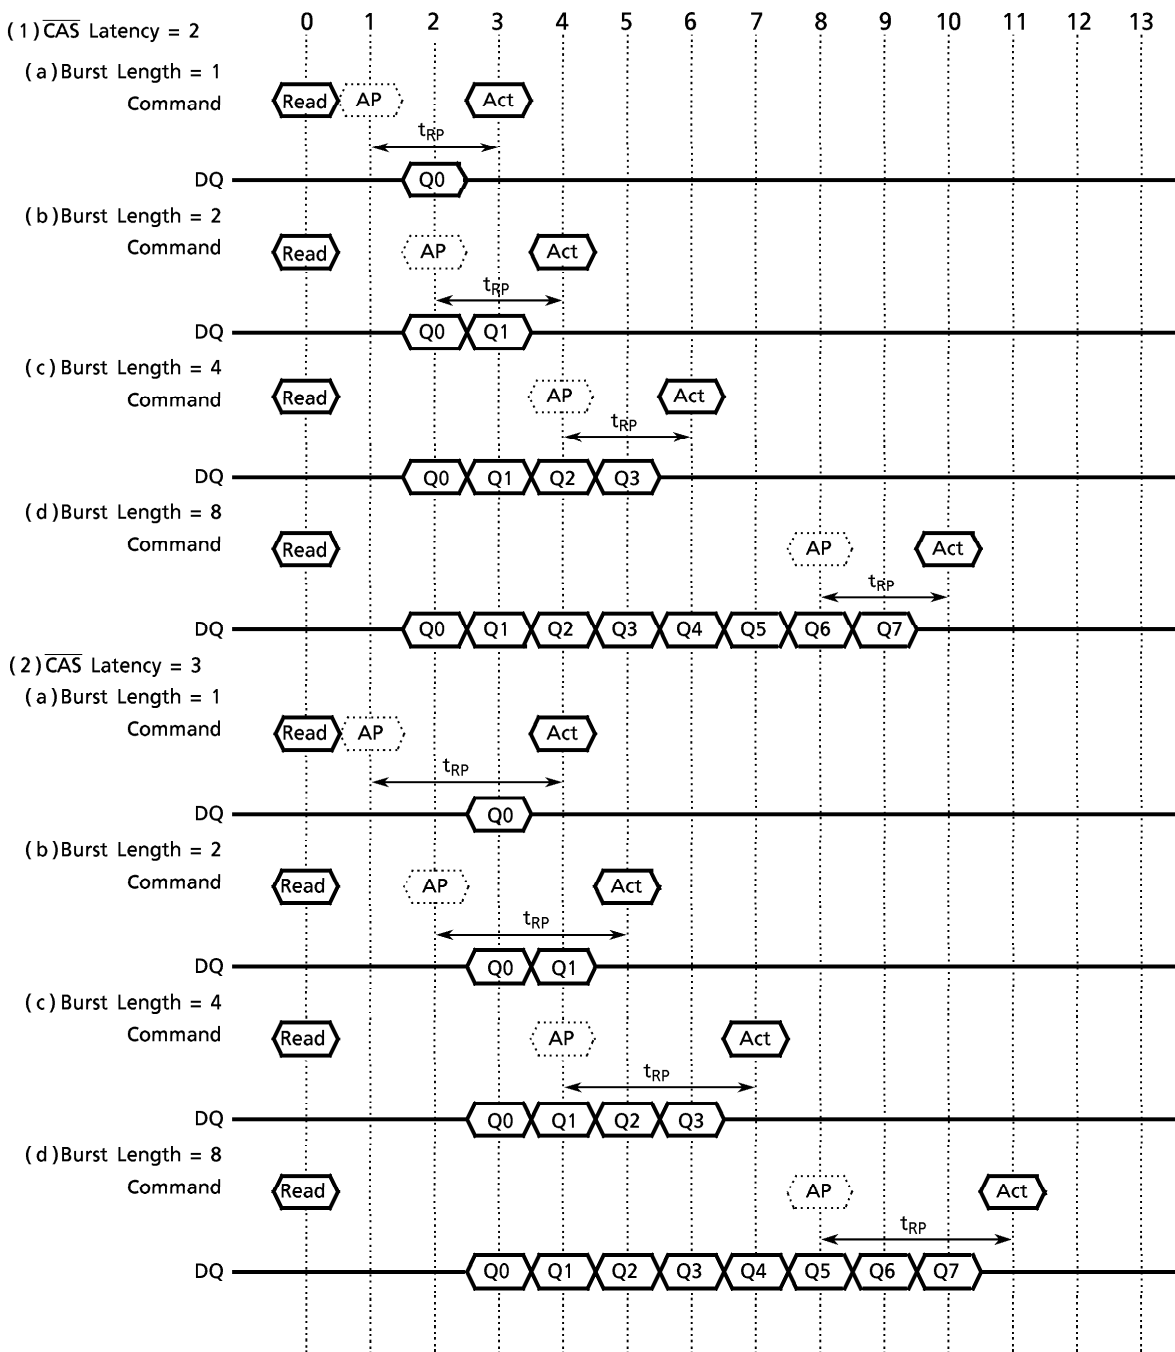 0 1 2 3 4 5 6 7 8 9 10 11 12 13
(1) CAS Latency = 2
(a) Burst Length = 1
Command Read AP Act
tRP
DQ Q0
(b) Burst Length = 2
Command Read AP Act
tRP
DQ Q0 Q1
(c) Burst Length = 4
Command Read AP Act
tRP
DQ Q0 Q1 Q2 Q3
(d) Burst Length = 8
Command Read AP Act
tRP
DQ Q0 Q1 Q2 Q3 Q4 Q5 Q6 Q7
(2) CAS Latency = 3
(a) Burst Length = 1
Command Read AP Act
tRP
DQ Q0
(b) Burst Length = 2
Command Read AP Act
tRP
DQ Q0 Q1
(c) Burst Length = 4
Command Read AP Act
tRP
DQ Q0 Q1 Q2 Q3
(d) Burst Length = 8
Command Read AP Act
tRP
DQ Q0 Q1 Q2 Q3 Q4 Q5 Q6 Q7